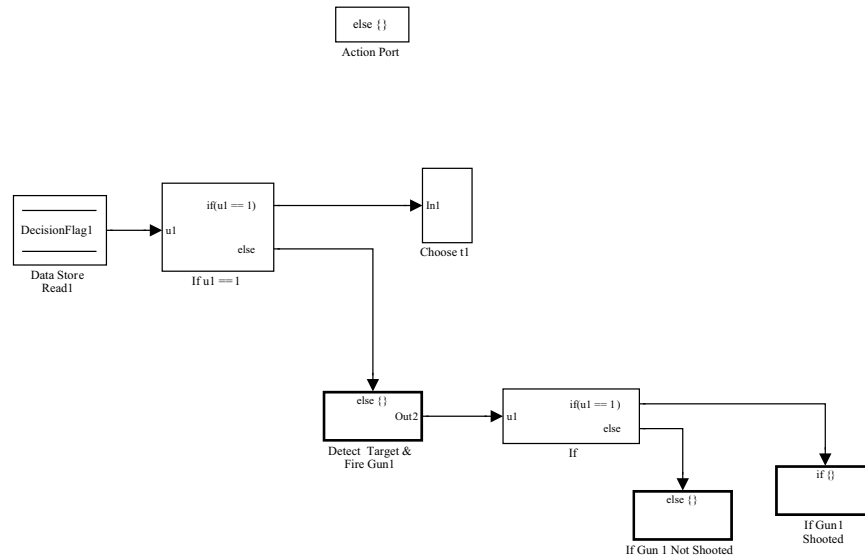 else {}
Action Port
DecisionFlag1
Data Store
Read1
u1
if(u1 == 1)
else
If u1 == 1
In1
Choose t1
else {}
Out2
Detect  Target &
Fire Gun1
u1
if(u1 == 1)
else
If
else {}
If Gun 1 Not Shooted
if {}
If Gun1
Shooted